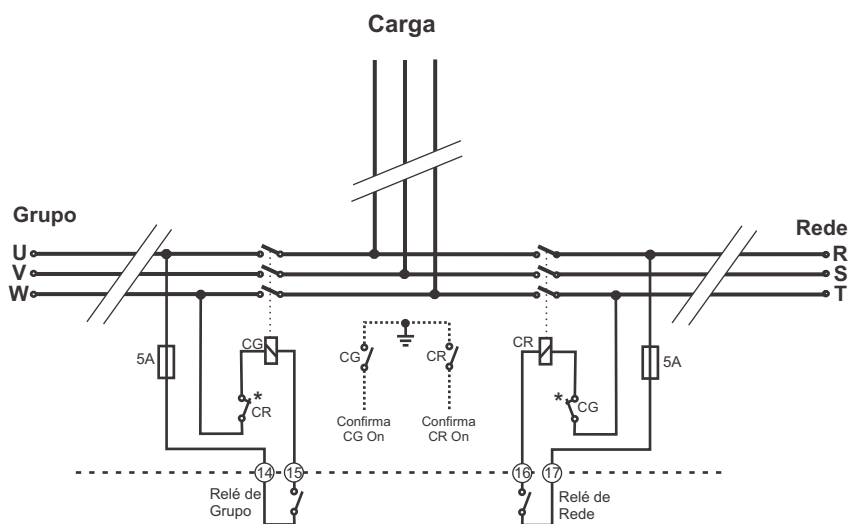 Carga
Grupo
Rede
U
R
V
S
W
T
5A
CG
CG
CR
CR
5A
* CR
* CG
Confirma
CG On
Confirma
CR On
14
15
16
17
Relé de
Grupo
Relé de
Rede